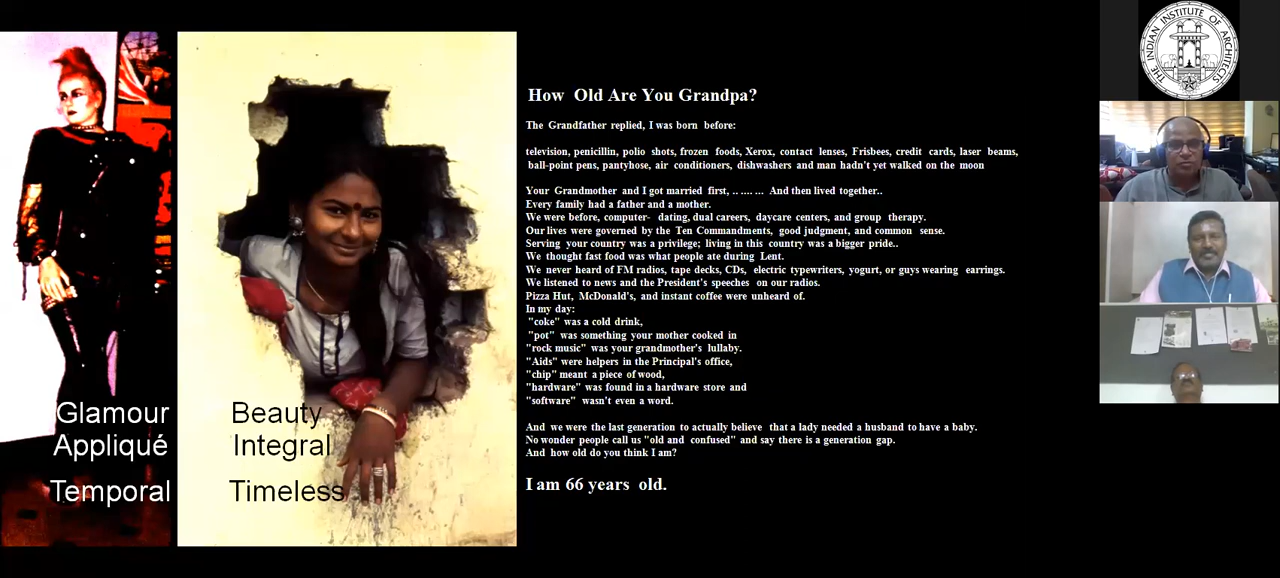 Glamour
Appliqué
Temporal
Beauty
Integral
Timeless
How Old Are You Grandpa?
The Grandfather replied, I was born before:
television, penicillin, polio shots, frozen foods, Xerox, contact lenses, Frisbees, credit cards, laser beams,
ball-point pens, pantyhose, air conditioners, dishwashers and man hadn't yet walked on the moon
Your Grandmother and I got married first, .. .... ... And then lived together..
Every family had a father and a mother.
We were before, computer- dating, dual careers, daycare centers, and group therapy.
Our lives were governed by the Ten Commandments, good judgment, and common sense.
Serving your country was a privilege; living in this country was a bigger pride..
We thought fast food was what people ate during Lent.
We never heard of FM radios, tape decks, CDs, electric typewriters, yogurt, or guys wearing earrings.
We listened to news and the President's speeches on our radios.
Pizza Hut, McDonald's, and instant coffee were unheard of.
In my day:
"coke" was a cold drink,
"pot" was something your mother cooked in
"rock music" was your grandmother's lullaby.
"Aids" were helpers in the Principal's office,
"chip" meant a piece of wood,
"hardware" was found in a hardware store and
"software" wasn't even a word.
And we were the last generation to actually believe that a lady needed a husband to have a baby.
No wonder people call us "old and confused" and say there is a generation gap.
And how old do you think I am?
I am 66 years old.
THE INDIAN INSTITUTE OF ARCHITECTS